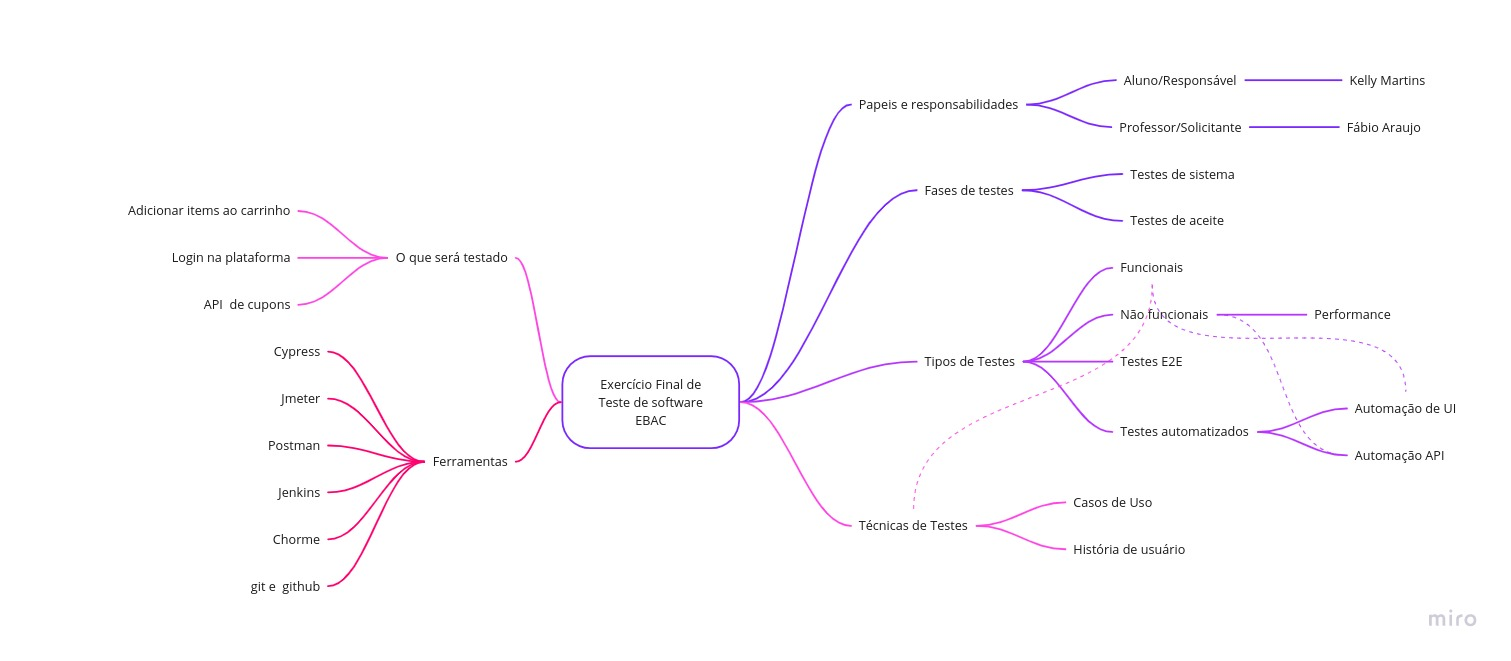 Exercício Final de
Teste de software
EBAC
O que será testado
Adicionar items ao carrinho
Login na plataforma
API  de cupons
Ferramentas
Cypress
Jmeter
Postman
Jenkins
Chorme
git e  github
Papeis e responsabilidades
Aluno/Responsável
Kelly Martins
Professor/Solicitante
Fábio Araujo
Fases de testes
Testes de sistema
Testes de aceite
Tipos de Testes
Funcionais
Não funcionais
Performance
Testes E2E
Testes automatizados
Automação de UI
Automação API
Técnicas de Testes
Casos de Uso
História de usuário
miro